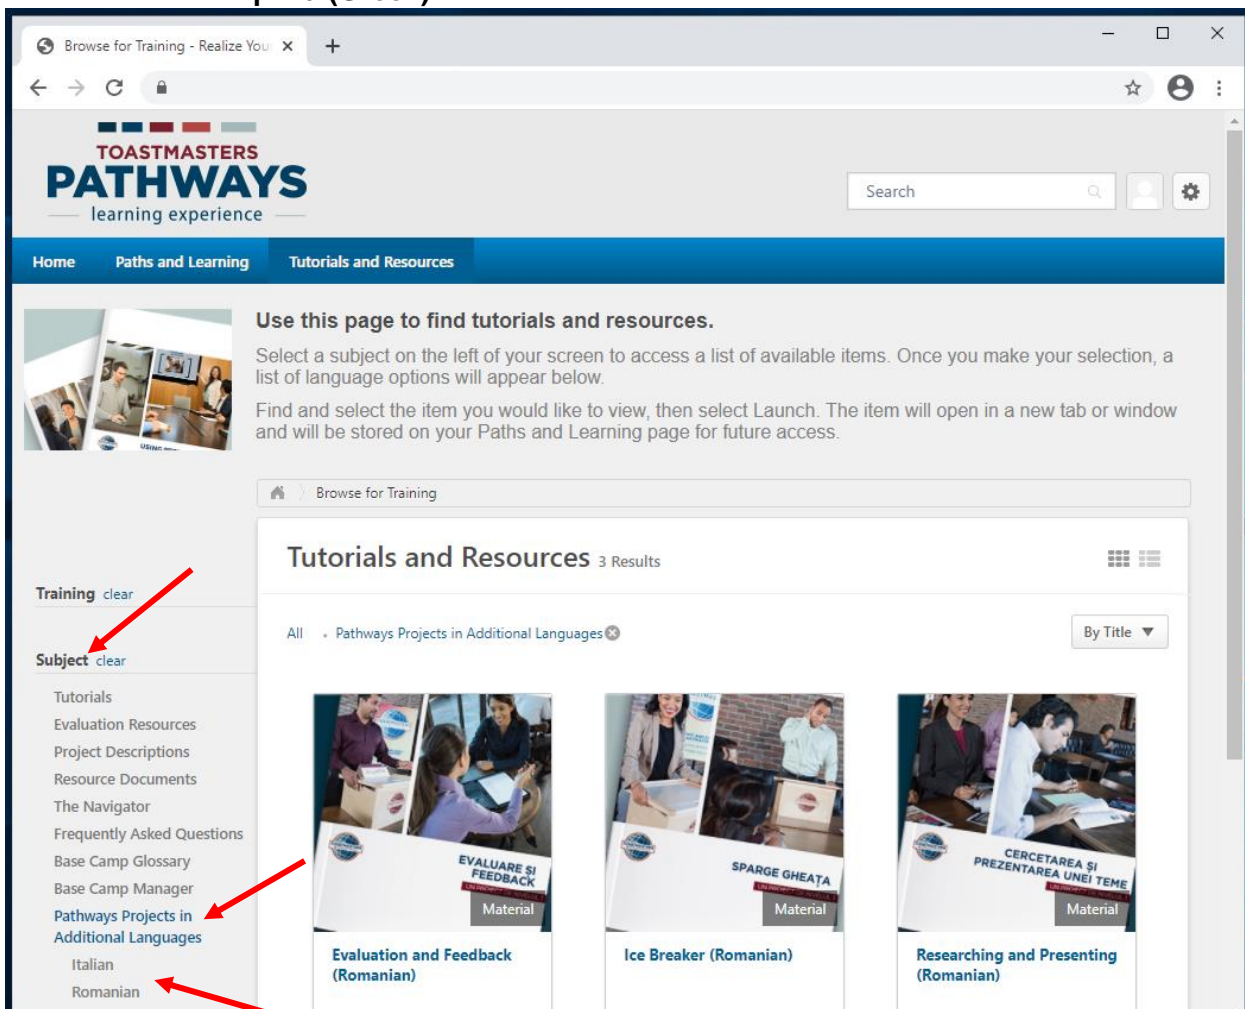 Browse for Training - Realize You
TOASTMASTERS
PATHWAYS
learning experience
Search
Home Paths and Learning Tutorials and Resources
Use this page to find tutorials and resources.
Select a subject on the left of your screen to access a list of available items. Once you make your selection, a
list of language options will appear below.
Find and select the item you would like to view, then select Launch. The item will open in a new tab or window
and will be stored on your Paths and Learning page for future access.
Browse for Training
Tutorials and Resources 3 Results
Training clear
All Pathways Projects in Additional Languages
By Title
Subject clear
Tutorials
Evaluation Resources
Project Descriptions
Resource Documents
The Navigator
Frequently Asked Questions
Base Camp Glossary
Base Camp Manager
Pathways Projects in
Additional Languages
Italian
Romanian
EVALUARE ȘI
FEEDBACK
Material
Evaluation and Feedback
(Romanian)
SPARGE GHEAȚA
Material
Ice Breaker (Romanian)
CERCETAREA ȘI
PREZENTAREA UNEI TEME
Material
Researching and Presenting
(Romanian)